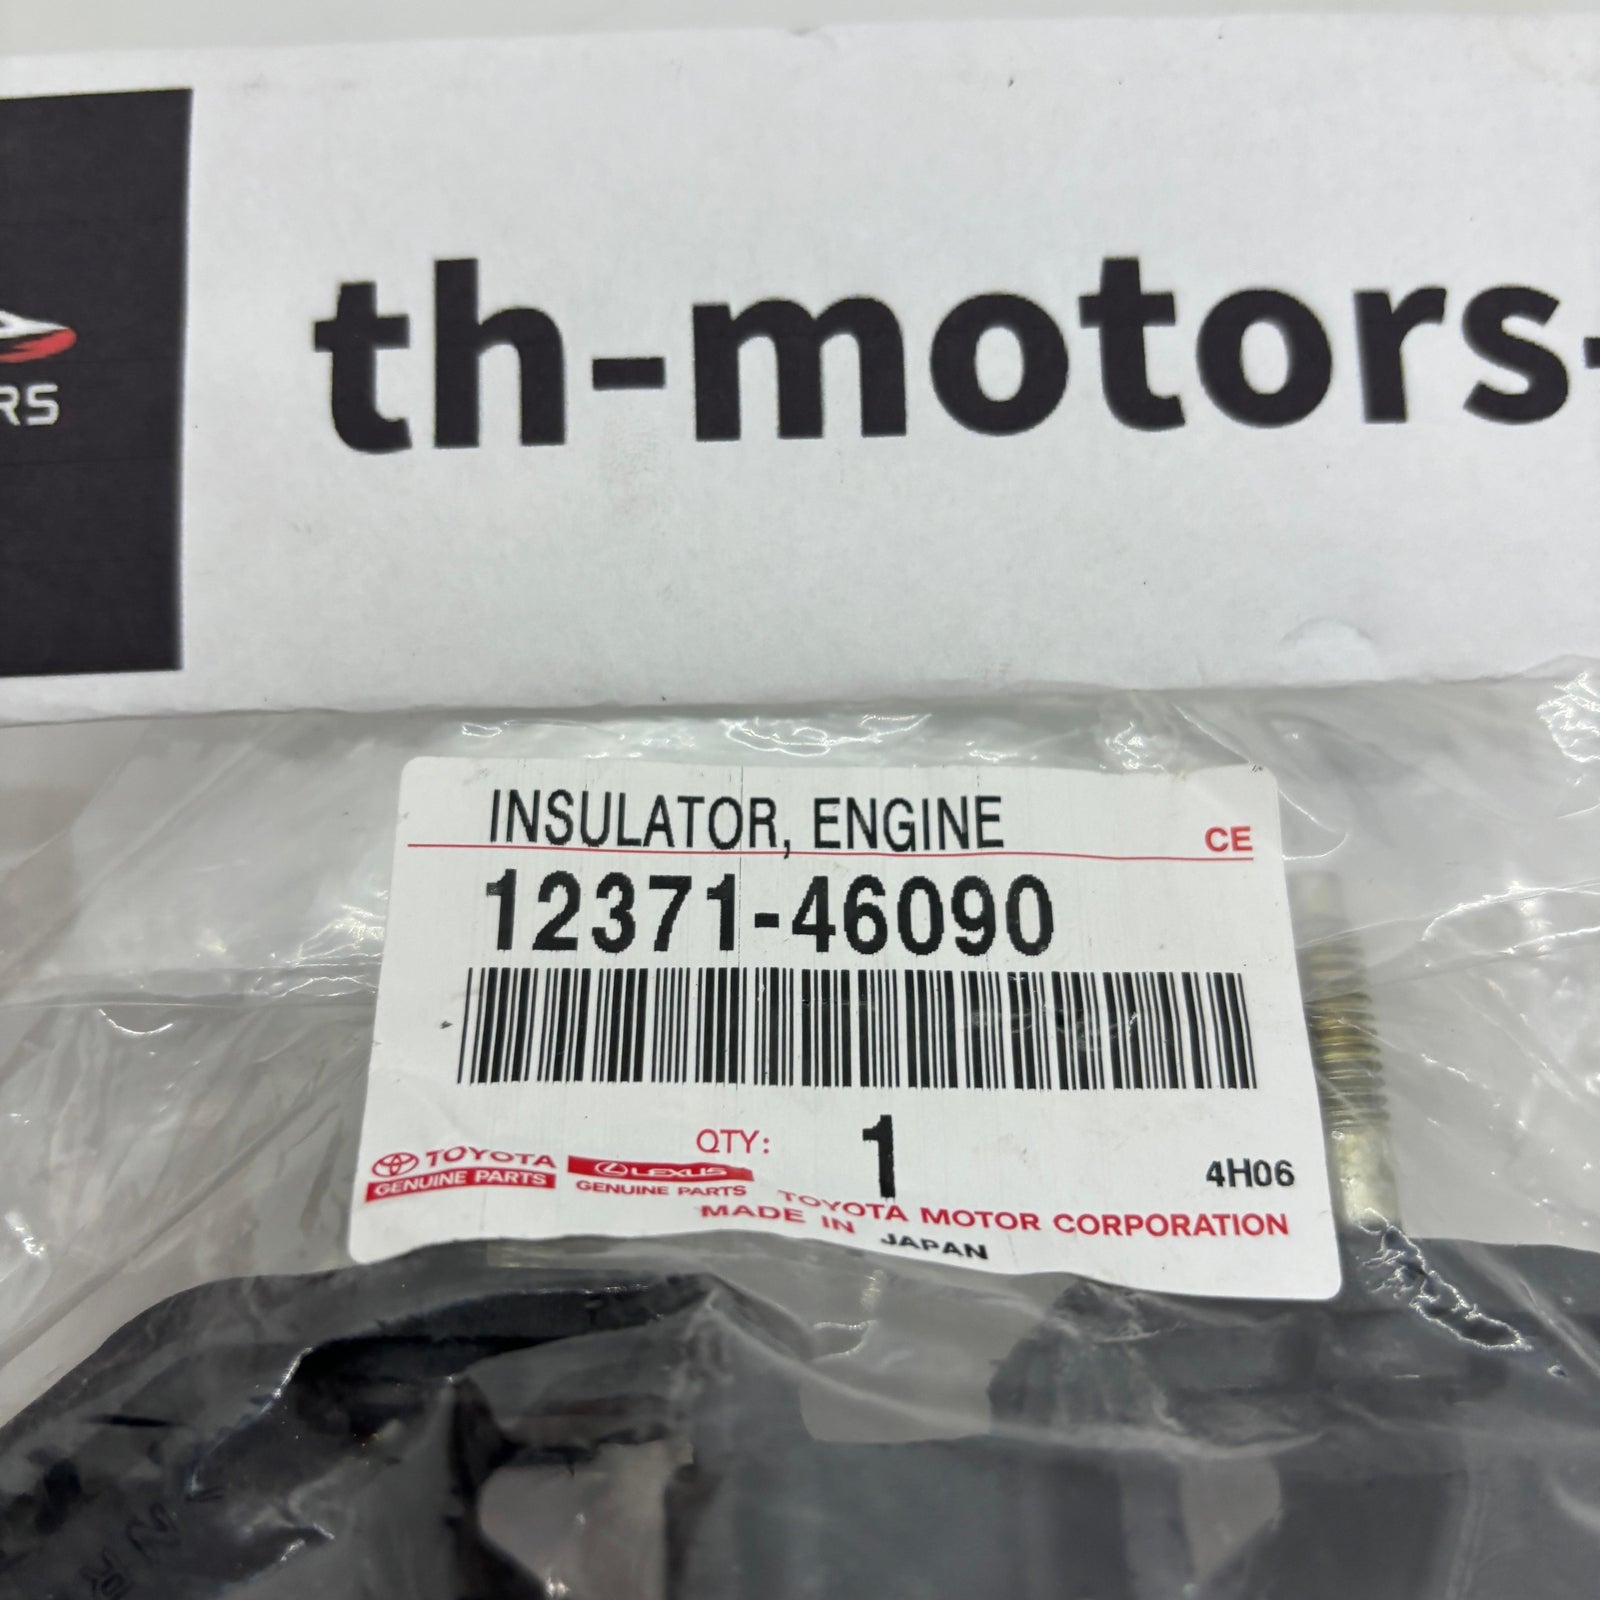 RS
th-motors-
INSULATOR, ENGINE
CE
12371-46090
QTY: 1
4H06
TOYOTA
GENUINE PARTS
LEXUS
GENUINE PARTS
TOYOTA MOTOR CORPORATION
MADE IN JAPAN